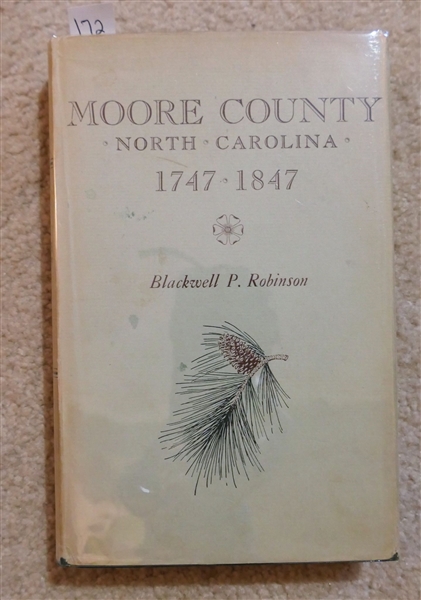 172
MOORE COUNTY
· NORTH · CAROLINA ·
1747 · 1847
Blackwell P. Robinson